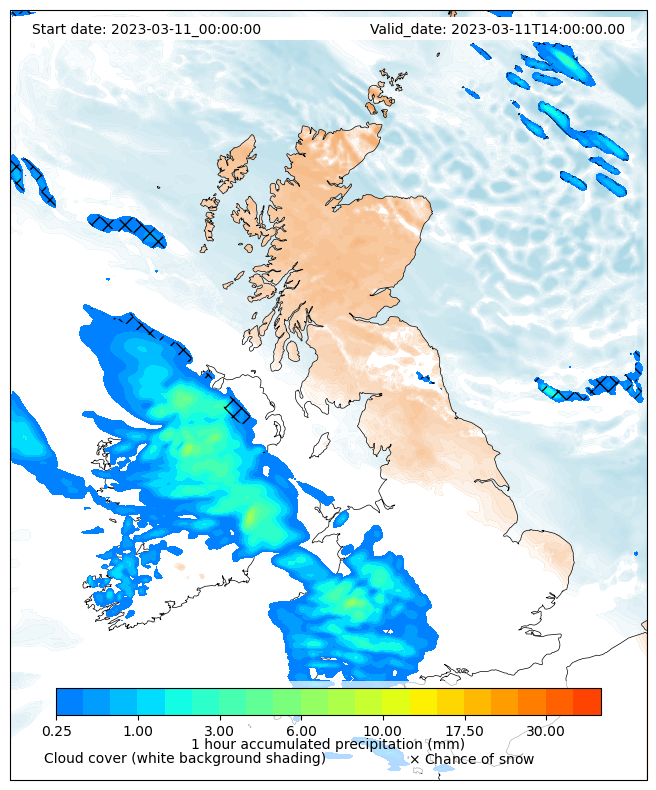 Start date: 2023-03-11_00:00:00 Valid_date: 2023-03-11T14:00:00.00
0.25 1.00 3.00 6.00 10.00 17.50 30.00
1 hour accumulated precipitation (mm)
Cloud cover (white background shading) × Chance of snow